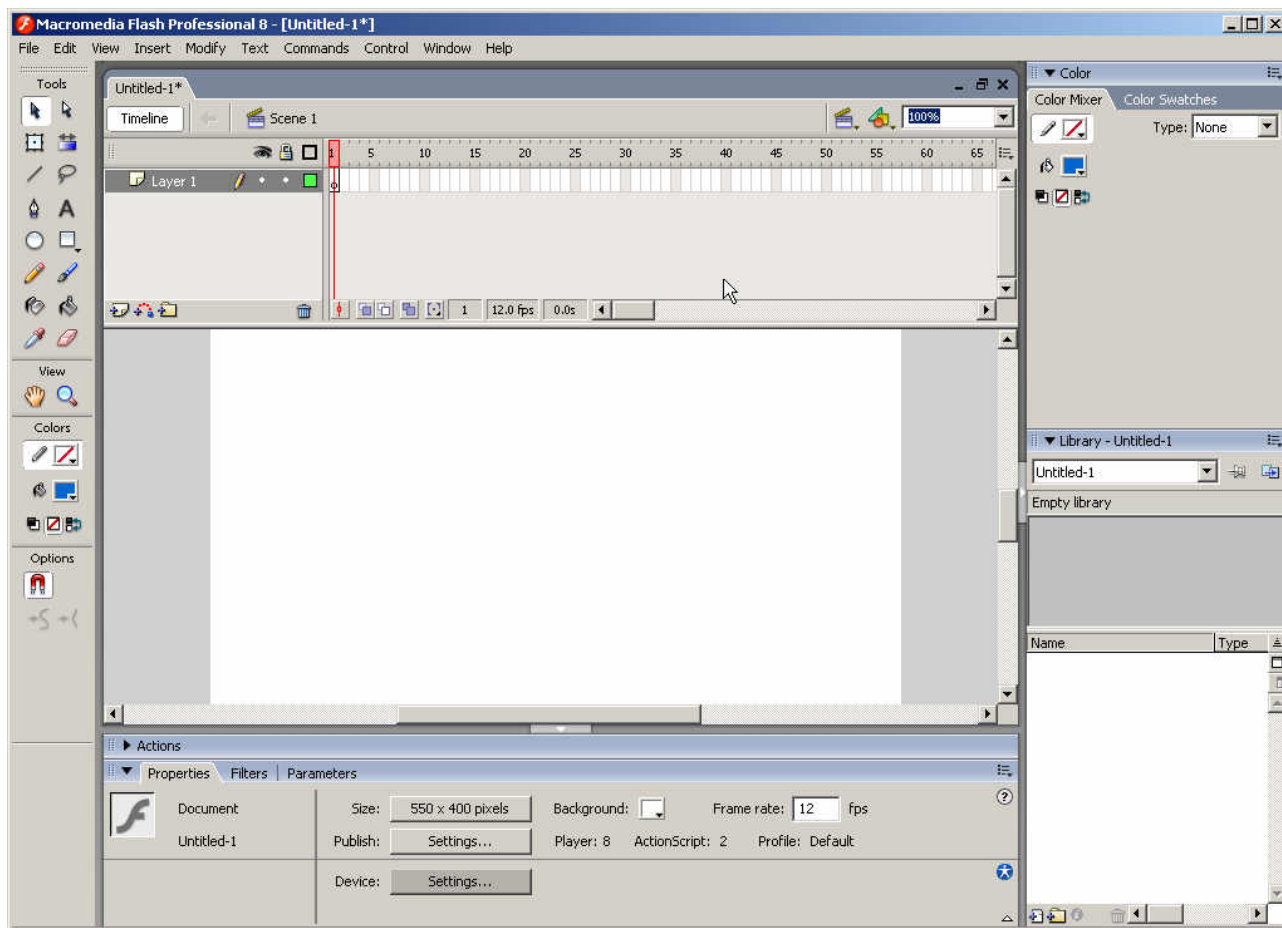 Macromedia Flash Professional 8 - [Untitled-1*]
File Edit View Insert Modify Text Commands Control Window Help
Tools
View
Colors
Options
Untitled-1*
Timeline Scene 1 100%
1 5 10 15 20 25 30 35 40 45 50 55 60 65
Layer 1
1 12.0 fps 0.0s
Actions
Properties Filters Parameters
Document Size: 550 x 400 pixels Background: Frame rate: 12 fps
Untitled-1 Publish: Settings... Player: 8 ActionScript: 2 Profile: Default
Device: Settings...
Color
Color Mixer Color Swatches
Type: None
Library - Untitled-1
Untitled-1
Empty library
Name Type